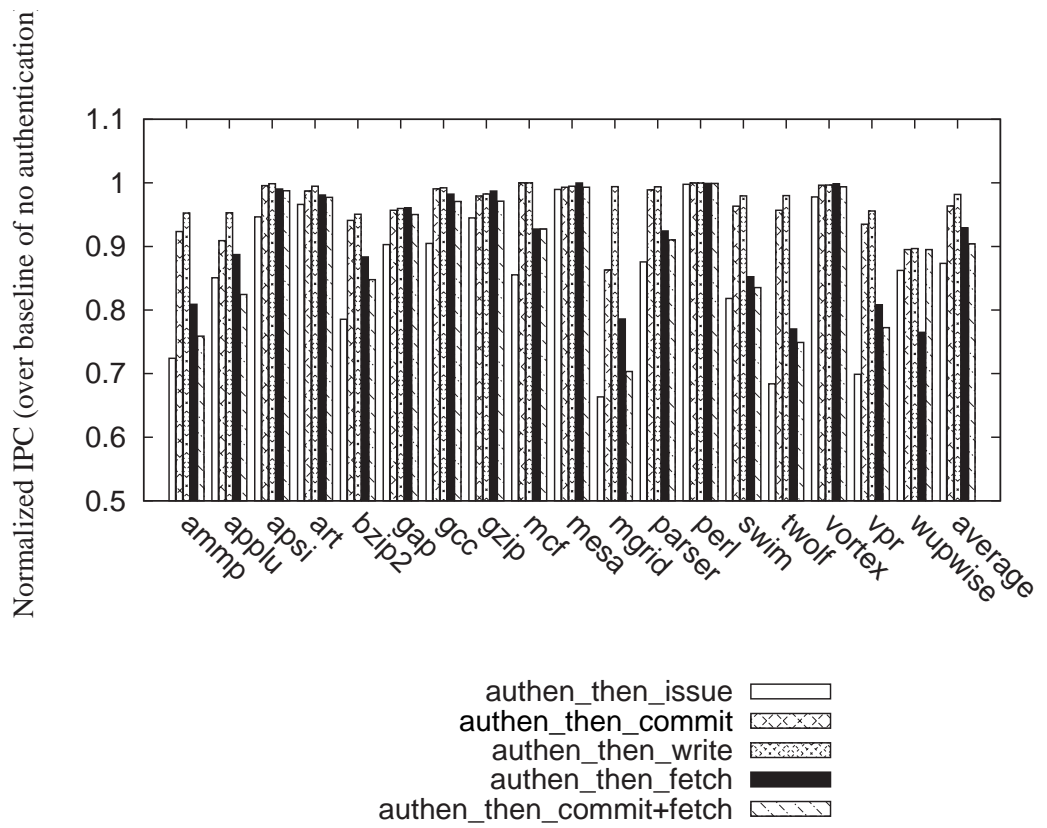 Normalized IPC (over baseline of no authentication
1.1
1
0.9
0.8
0.7
0.6
0.5
ammp
applu
apsi
art
bzip2
gap
gcc
gzip
mcf
mesa
mgrid
parser
perl
swim
twolf
vortex
vpr
wupwise
average
authen_then_issue
authen_then_commit
authen_then_write
authen_then_fetch
authen_then_commit+fetch